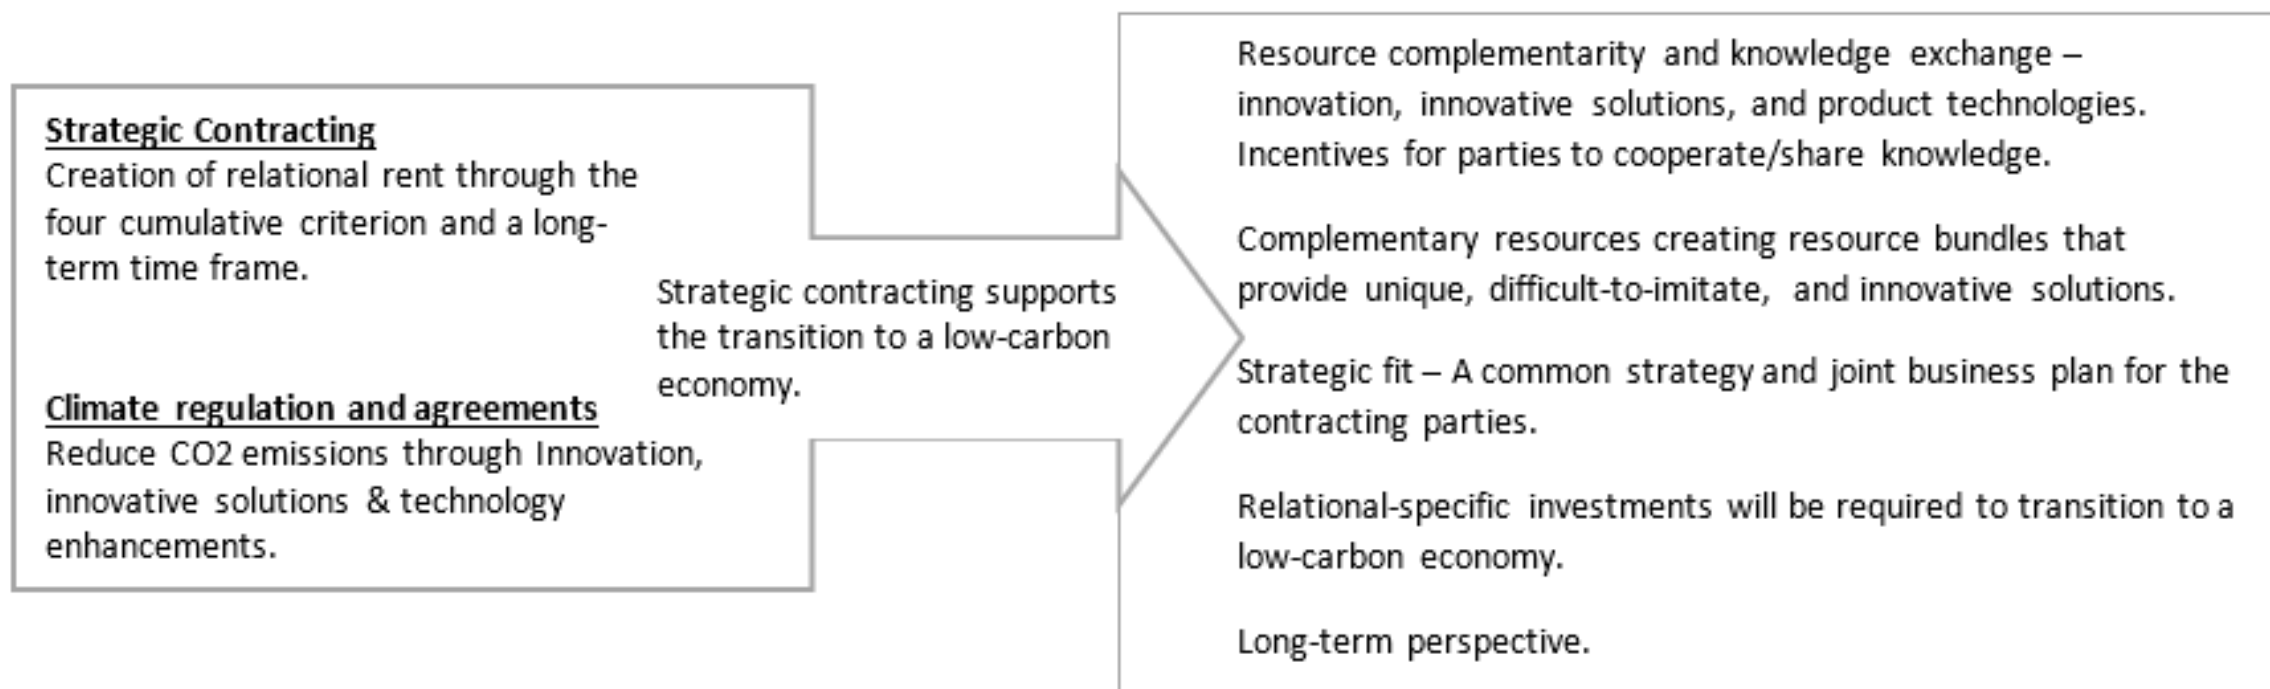 Strategic Contracting
Creation of relational rent through the
four cumulative criterion and a long-
term time frame.
Climate regulation and agreements
Reduce CO2 emissions through Innovation,
innovative solutions & technology
enhancements.
Strategic contracting supports
the transition to a low-carbon
economy.
Resource complementarity and knowledge exchange –
innovation, innovative solutions, and product technologies.
Incentives for parties to cooperate/share knowledge.
Complementary resources creating resource bundles that
provide unique, difficult-to-imitate, and innovative solutions.
Strategic fit – A common strategy and joint business plan for the
contracting parties.
Relational-specific investments will be required to transition to a
low-carbon economy.
Long-term perspective.